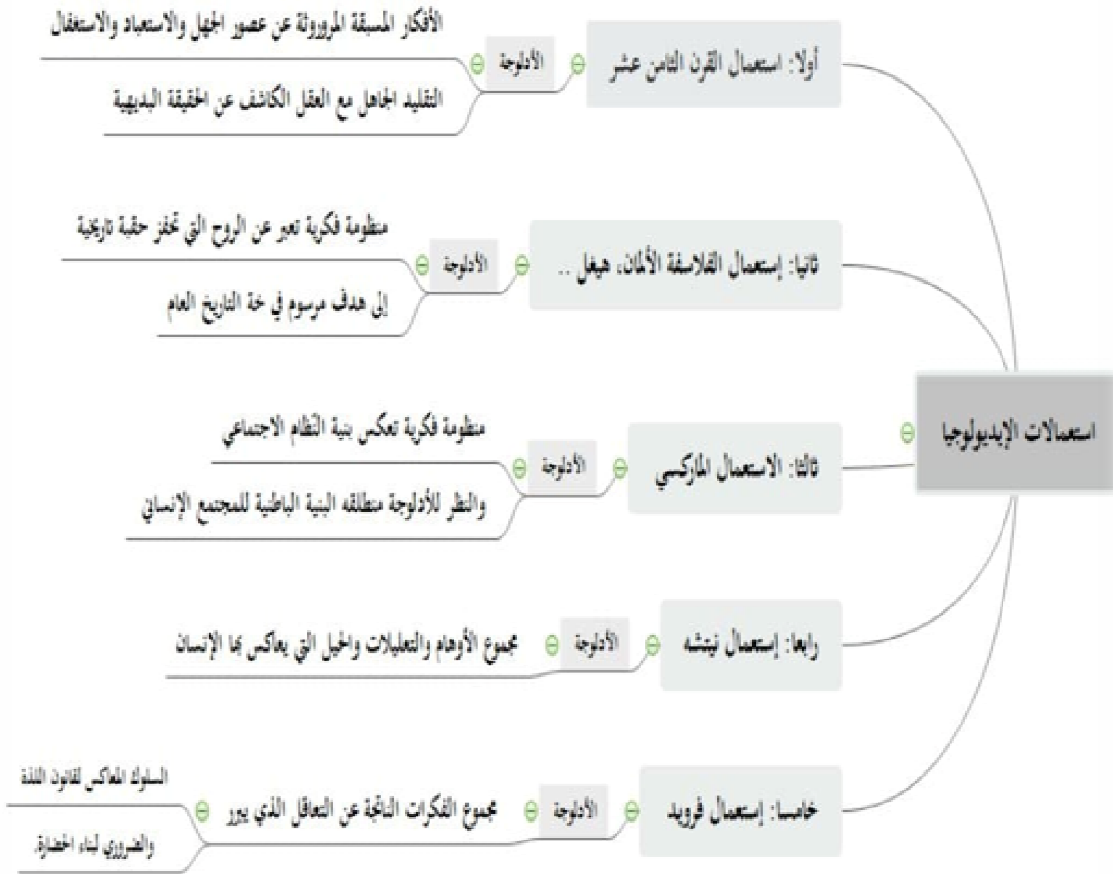 استعمالات الإيديولوجيا
أولا: استعمال القرن الثامن عشر
الأدلوجة
الأفكار المسبقة الموروثة عن عصور الجهل والاستعباد والاستغفال
التقليد الجاهل مع العقل الكاشف عن الحقيقة البديهية
ثانيا: إستعمال الفلاسفة الألمان، هيغل ..
الأدلوجة
منظومة فكرية تعبر عن الروح التي تحفز حقبة تاريخية
إلى هدف مرسوم في خة التاريخ العام
ثالثا: الاستعمال الماركسي
الأدلوجة
منظومة فكرية تعكس بنية النّظام الاجتماعي
والنظر للأدلوجة منطلقه البنية الباطنية للمجتمع الإنساني
رابعا: إستعمال نيتشه
الأدلوجة
مجموع الأوهام والتعليلات والحيل التي يعاكس بها الإنسان
خامسا: إستعمال فرويد
الأدلوجة
مجموع الفكرات الناتجة عن التعاقل الذي يبرر
السلوك المعاكس لقانون اللذة
والضروري لبناء الحضارة.